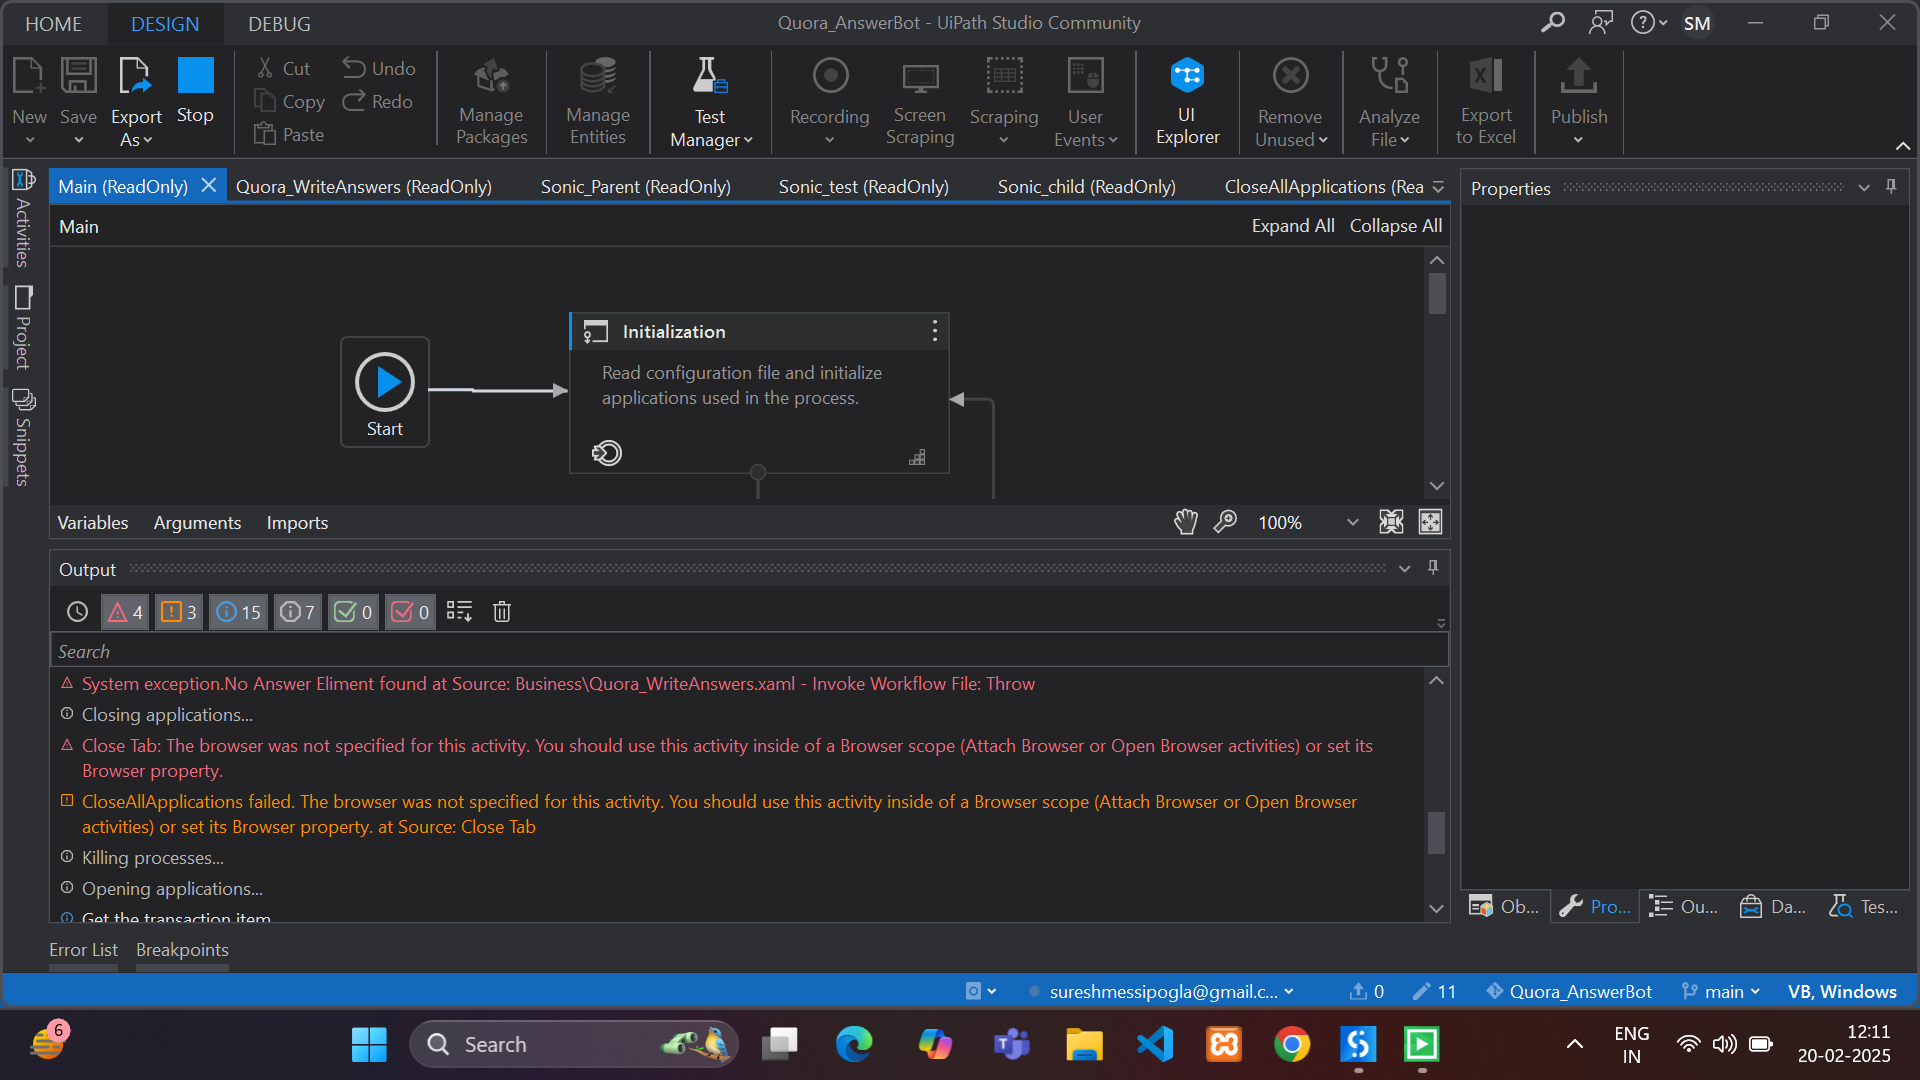 HOME
DESIGN
DEBUG
Quora_AnswerBot - UiPath Studio Community
SM
New
Save
Export
As
Stop
Cut
Copy
Paste
Undo
Redo
Manage
Packages
Manage
Entities
Test
Manager
Recording
Screen
Scraping
Scraping
User
Events
UI
Explorer
Remove
Unused
Analyze
File
Export
to Excel
Publish
Activities
Project
Snippets
Main (ReadOnly)
Quora_WriteAnswers (ReadOnly)
Sonic_Parent (ReadOnly)
Sonic_test (ReadOnly)
Sonic_child (ReadOnly)
CloseAllApplications (Rea
Properties
Main
Expand All
Collapse All
Start
Initialization
Read configuration file and initialize
applications used in the process.
Variables
Arguments
Imports
100%
Output
4
3
15
7
0
0
Search
System exception.No Answer Eliment found at Source: Business\Quora_WriteAnswers.xaml - Invoke Workflow File: Throw
Closing applications...
Close Tab: The browser was not specified for this activity. You should use this activity inside of a Browser scope (Attach Browser or Open Browser activities) or set its
Browser property.
CloseAllApplications failed. The browser was not specified for this activity. You should use this activity inside of a Browser scope (Attach Browser or Open Browser
activities) or set its Browser property. at Source: Close Tab
Killing processes...
Opening applications...
Get the transaction item
Ob...
Pro...
Ou...
Da...
Tes...
Error List
Breakpoints
sureshmessipogla@gmail.c...
0
11
Quora_AnswerBot
main
VB, Windows
6
Search
ENG
IN
12:11
20-02-2025